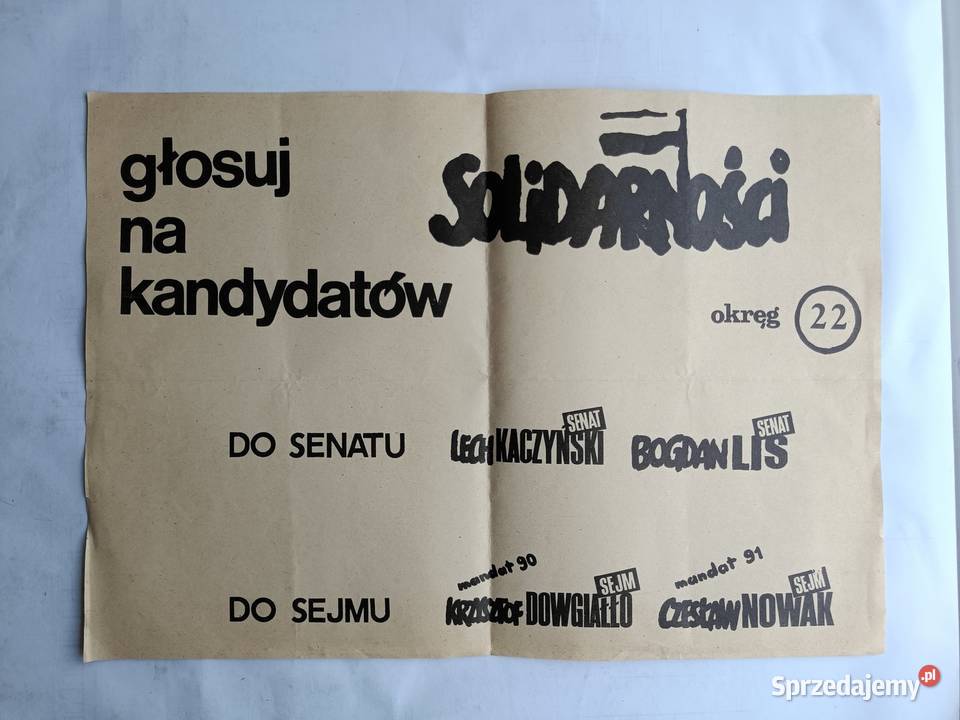 głosuj
na
kandydatów
SOLiDARNOŚci
okręg 22
DO SENATU
LECH KACZYŃSKI SENAT
BOGDAN LIS SENAT
DO SEJMU
mandat 90
KRZYSZTOF DOWGIAŁŁO SEJM
mandat 91
CZESŁAW NOWAK SEJM
Sprzedajemy.pl